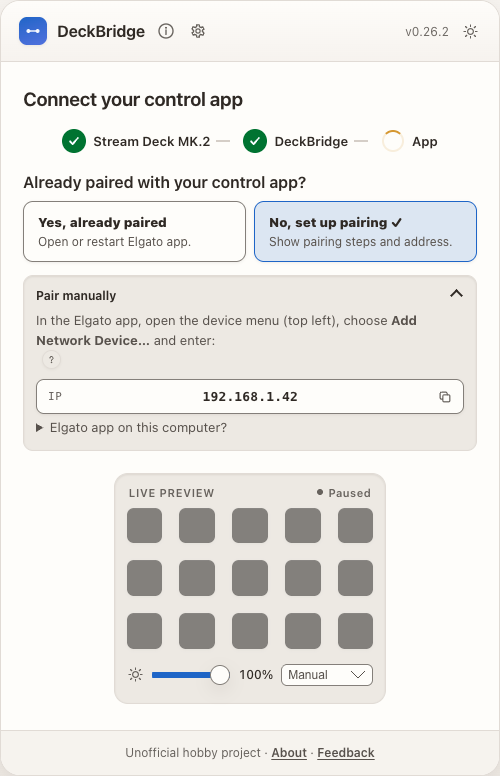 DeckBridge
v0.26.2
Connect your control app
Stream Deck MK.2
DeckBridge
App
Already paired with your control app?
Yes, already paired
Open or restart Elgato app.
No, set up pairing ✓
Show pairing steps and address.
Pair manually
In the Elgato app, open the device menu (top left), choose Add
Network Device... and enter:
?
IP 192.168.1.42
Elgato app on this computer?
LIVE PREVIEW
Paused
100%
Manual
Unofficial hobby project · About · Feedback